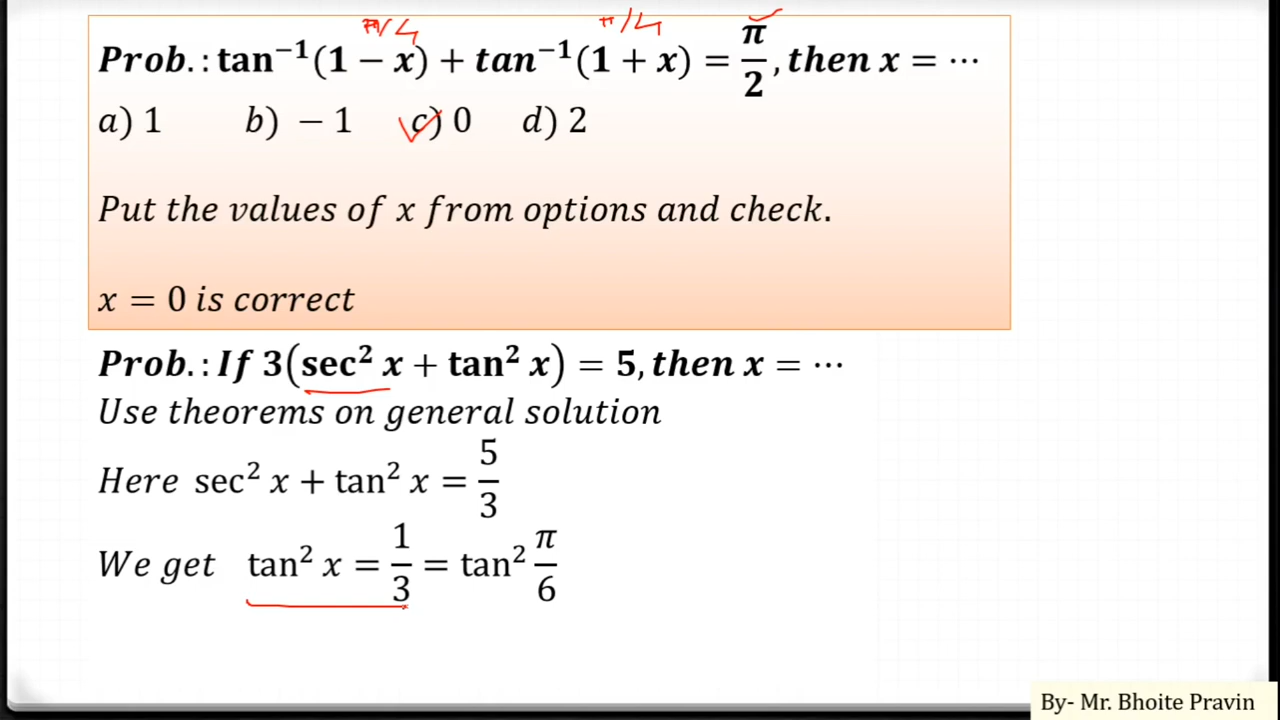 π/4 π/4
Prob.: tan⁻¹(1 − x) + tan⁻¹(1 + x) = π/2, then x = ⋯
a) 1 b) − 1 c) 0 d) 2
Put the values of x from options and check.
x = 0 is correct
Prob.: If 3(sec² x + tan² x) = 5, then x = ⋯
Use theorems on general solution
Here sec² x + tan² x = 5/3
We get tan² x = 1/3 = tan² π/6
By- Mr. Bhoite Pravin